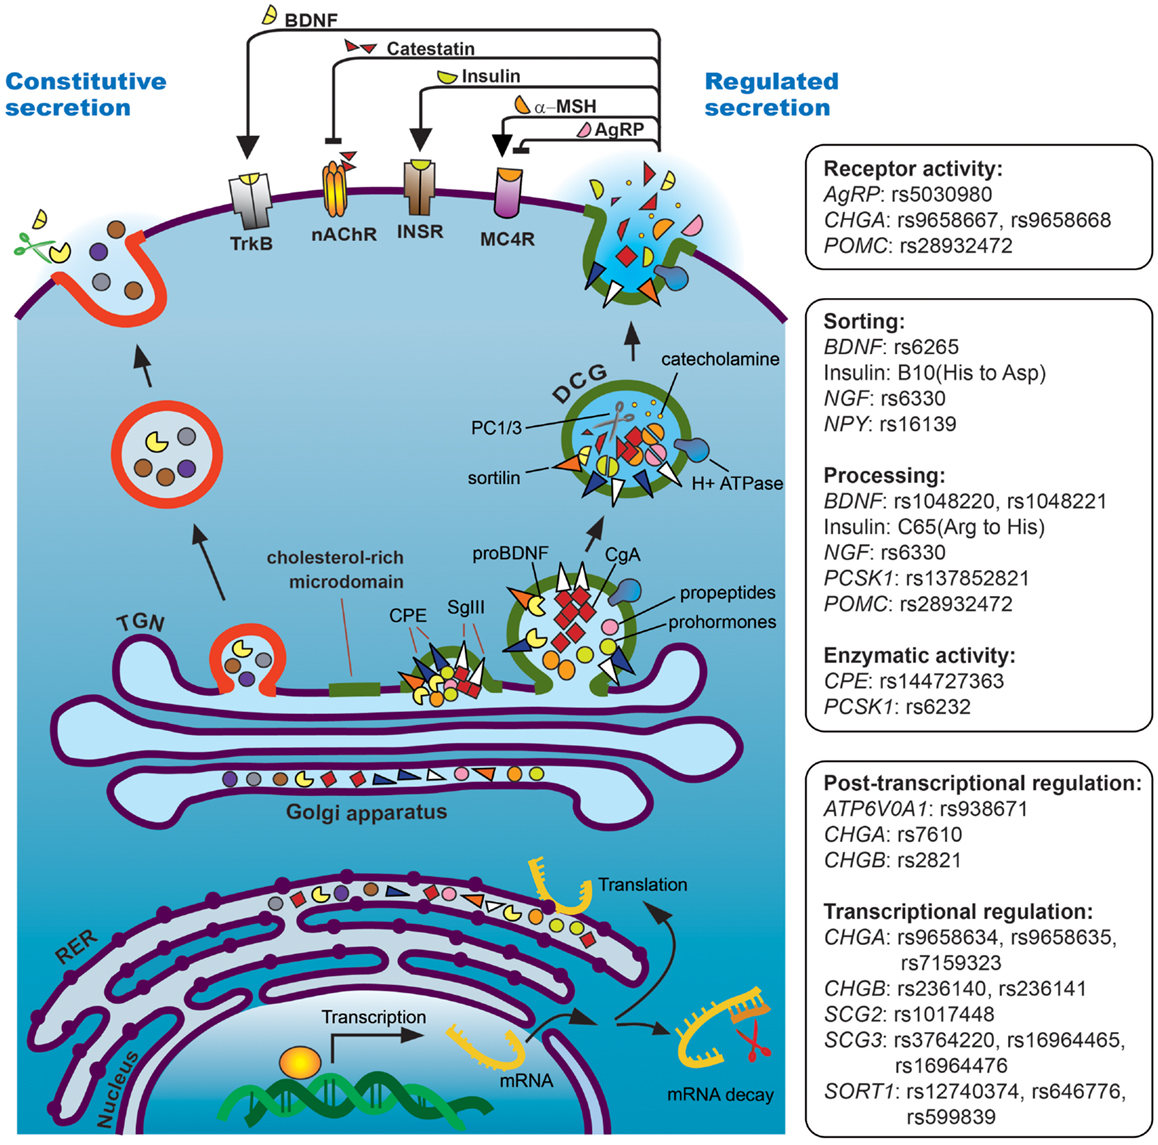 BDNF
Catestatin
Insulin
α–MSH
AgRP
Constitutive
secretion
Regulated
secretion
TrkB
nAChR
INSR
MC4R
DCG
catecholamine
PC1/3
sortilin
H+ ATPase
cholesterol-rich
microdomain
proBDNF
CgA
SgIII
CPE
propeptides
prohormones
TGN
Golgi apparatus
Translation
RER
Transcription
mRNA
mRNA decay
Nucleus
Receptor activity:
AgRP: rs5030980
CHGA: rs9658667, rs9658668
POMC: rs28932472
Sorting:
BDNF: rs6265
Insulin: B10(His to Asp)
NGF: rs6330
NPY: rs16139
Processing:
BDNF: rs1048220, rs1048221
Insulin: C65(Arg to His)
NGF: rs6330
PCSK1: rs137852821
POMC: rs28932472
Enzymatic activity:
CPE: rs144727363
PCSK1: rs6232
Post-transcriptional regulation:
ATP6V0A1: rs938671
CHGA: rs7610
CHGB: rs2821
Transcriptional regulation:
CHGA: rs9658634, rs9658635,
rs7159323
CHGB: rs236140, rs236141
SCG2: rs1017448
SCG3: rs3764220, rs16964465,
rs16964476
SORT1: rs12740374, rs646776,
rs599839